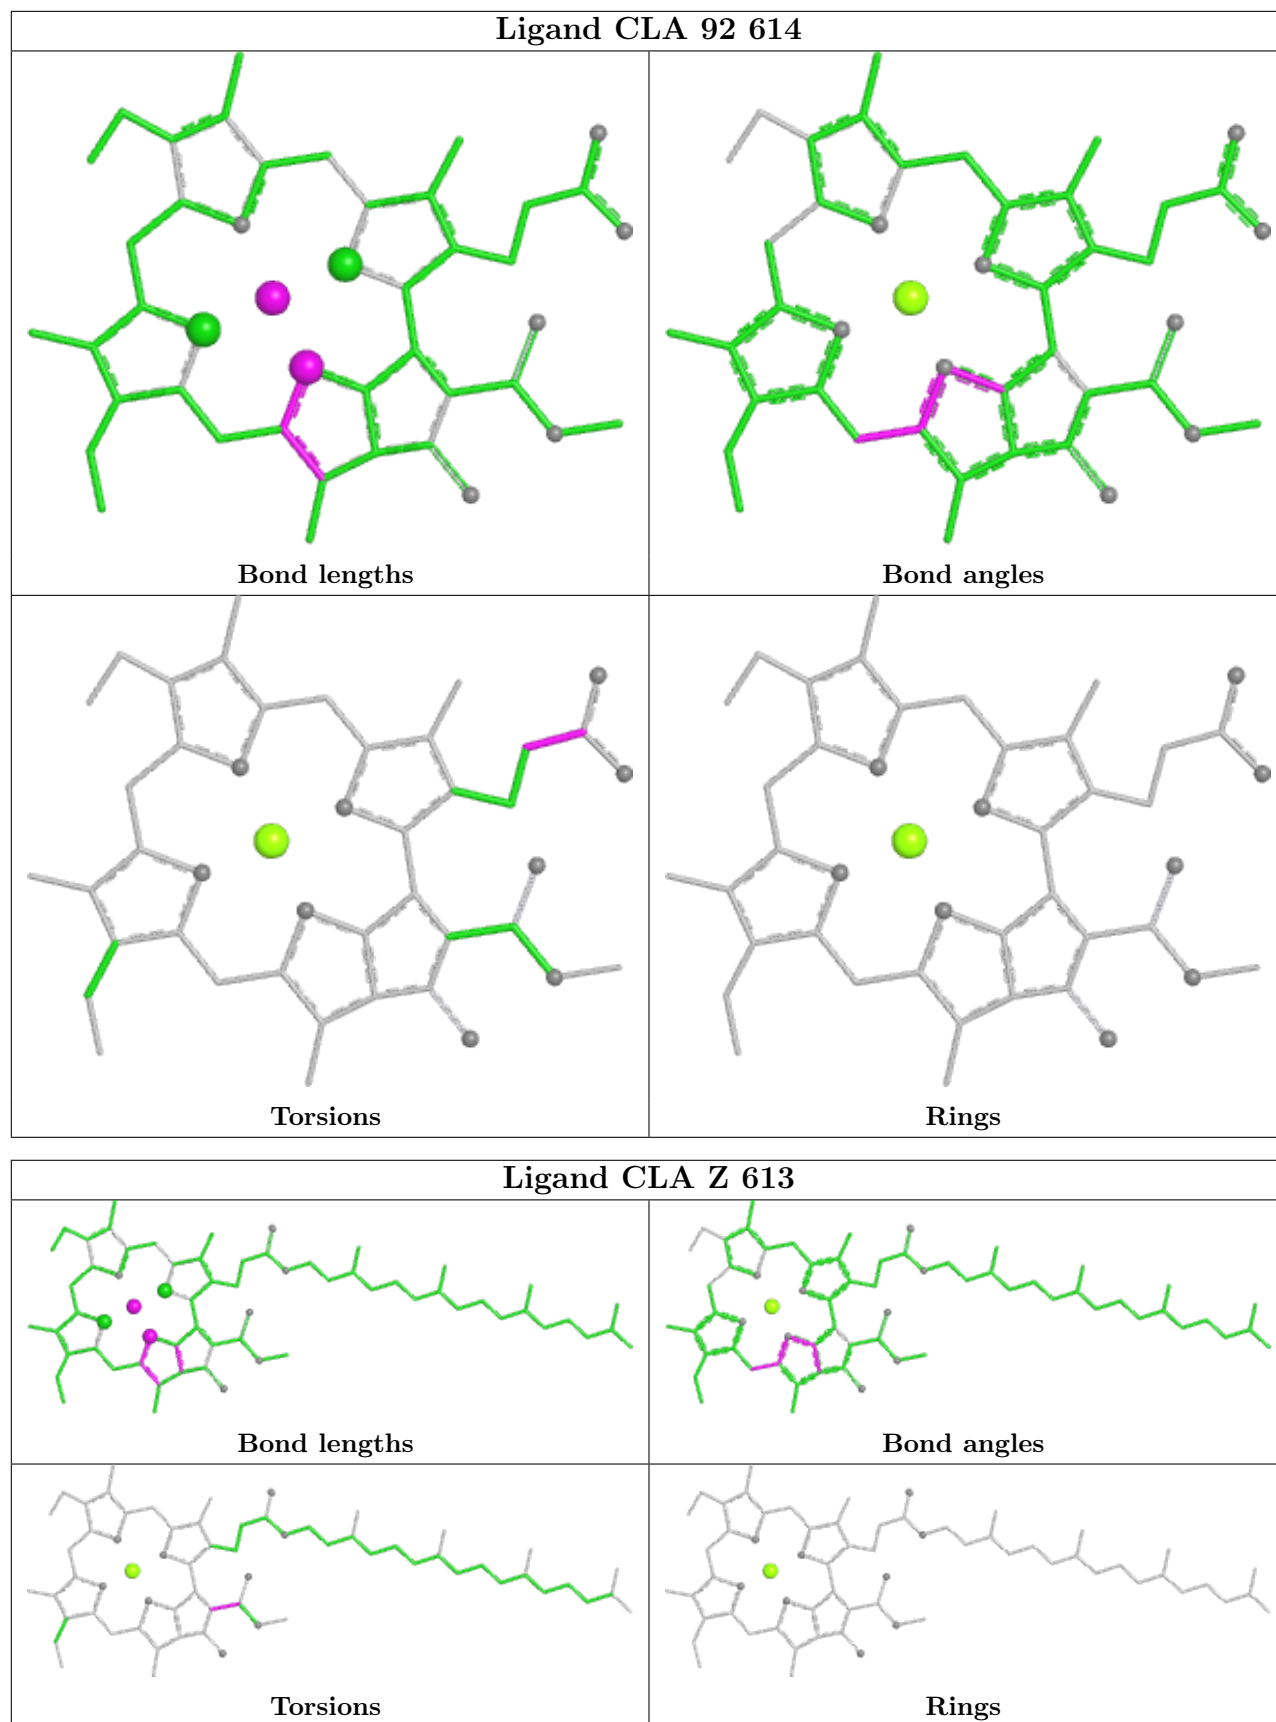 Ligand CLA 92 614
Bond lengths
Bond angles
Torsions
Rings
Ligand CLA Z 613
Bond lengths
Bond angles
Torsions
Rings